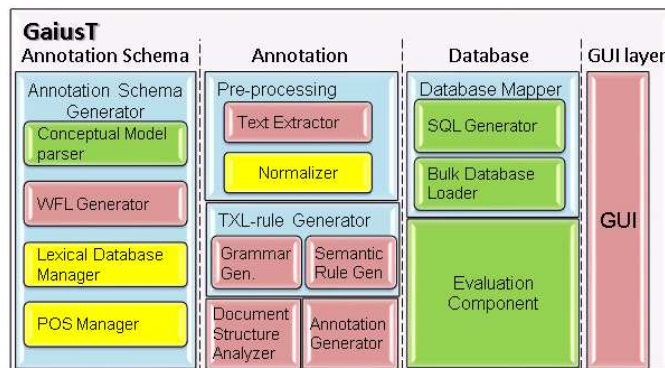 GaiusT
Annotation Schema
Annotation
Database
GUI layer
Annotation Schema
Generator
Conceptual Model
parser
WFL Generator
Lexical Database
Manager
POS Manager
Pre-processing
Text Extractor
Normalizer
TXL-rule Generator
Grammar
Gen.
Semantic
Rule Gen
Document
Structure
Analyzer
Annotation
Generator
Database Mapper
SQL Generator
Bulk Database
Loader
Evaluation
Component
GUI